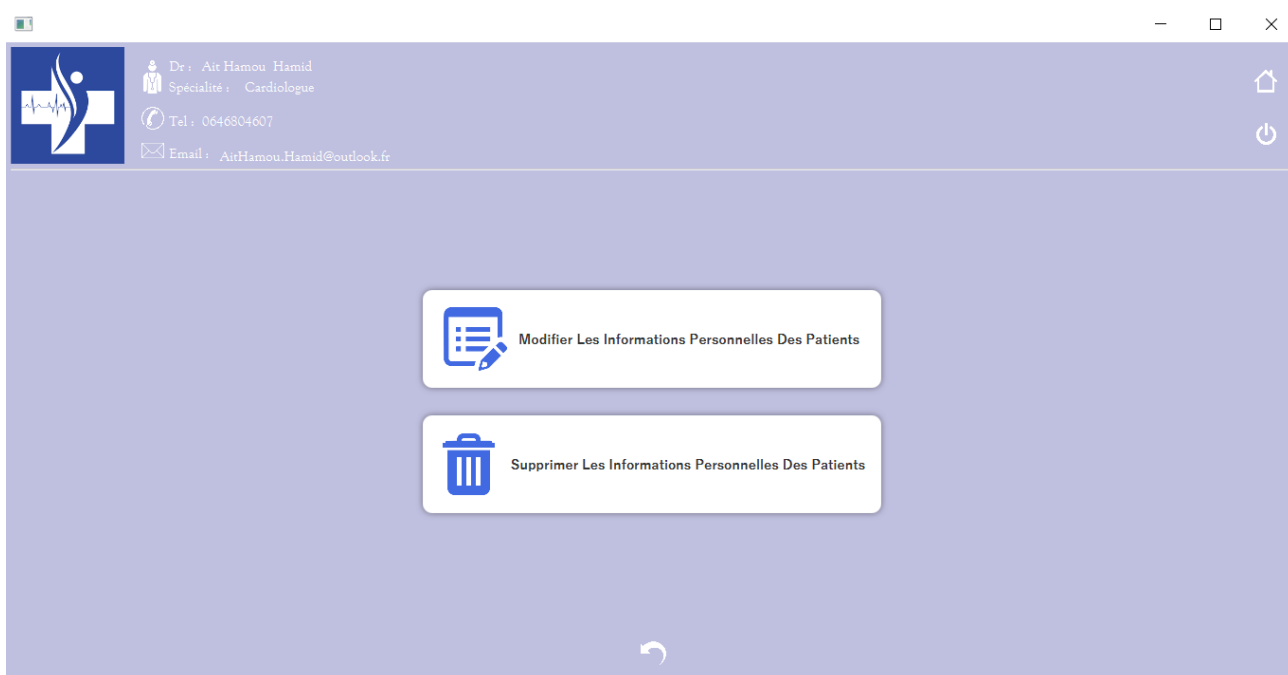 Dr : Ait Hamou Hamid
Spécialité : Cardiologue
Tel : 0646804607
Email : AitHamou.Hamid@outlook.fr
Modifier Les Informations Personnelles Des Patients
Supprimer Les Informations Personnelles Des Patients